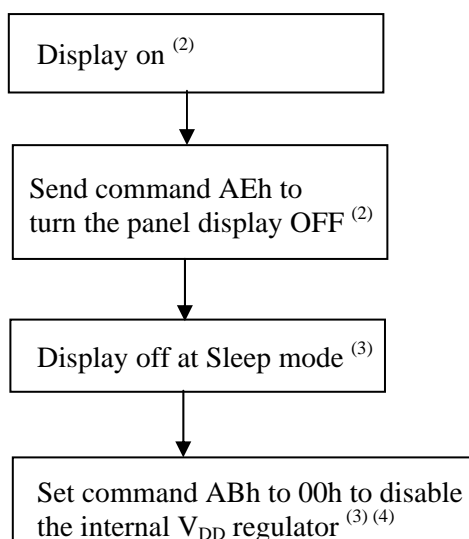 Display on (2)
Send command AEh to
turn the panel display OFF (2)
Display off at Sleep mode (3)
Set command ABh to 00h to disable
the internal VDD regulator (3) (4)